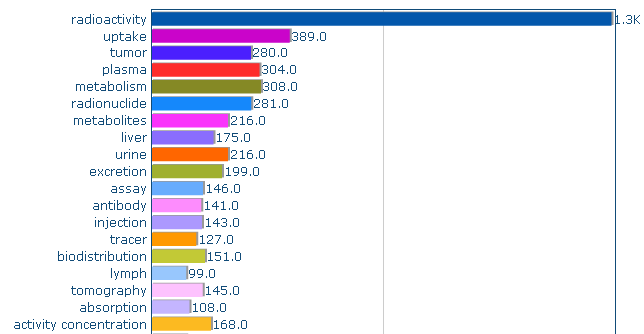 radioactivity 1.3K
uptake 389.0
tumor 280.0
plasma 304.0
metabolism 308.0
radionuclide 281.0
metabolites 216.0
liver 175.0
urine 216.0
excretion 199.0
assay 146.0
antibody 141.0
injection 143.0
tracer 127.0
biodistribution 151.0
lymph 99.0
tomography 145.0
absorption 108.0
activity concentration 168.0